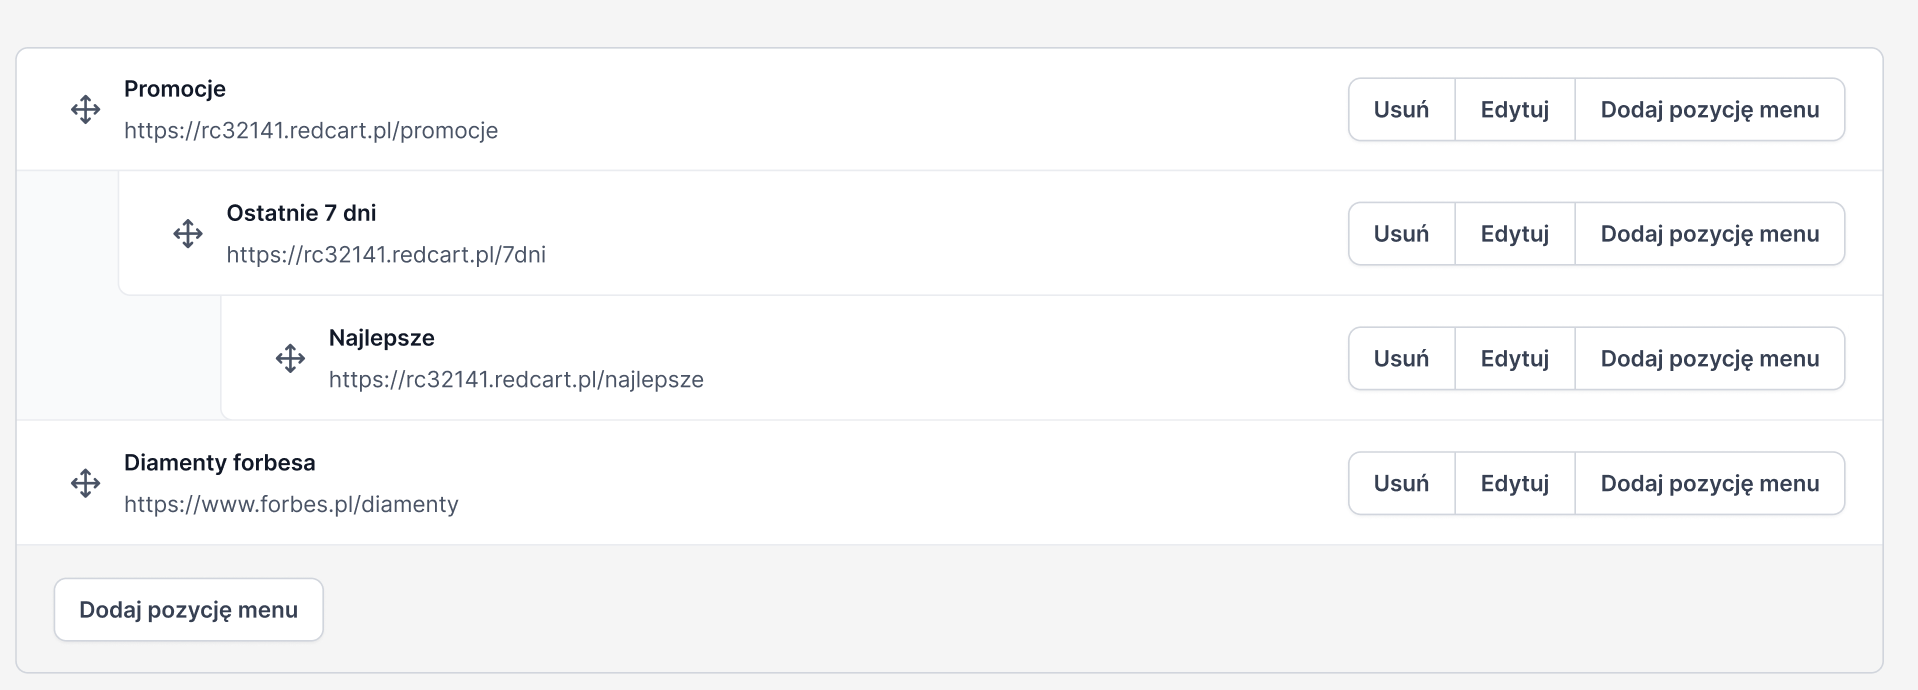 Promocje
https://rc32141.redcart.pl/promocje
Usuń Edytuj Dodaj pozycję menu
Ostatnie 7 dni
https://rc32141.redcart.pl/7dni
Usuń Edytuj Dodaj pozycję menu
Najlepsze
https://rc32141.redcart.pl/najlepsze
Usuń Edytuj Dodaj pozycję menu
Diamenty forbesa
https://www.forbes.pl/diamenty
Usuń Edytuj Dodaj pozycję menu
Dodaj pozycję menu